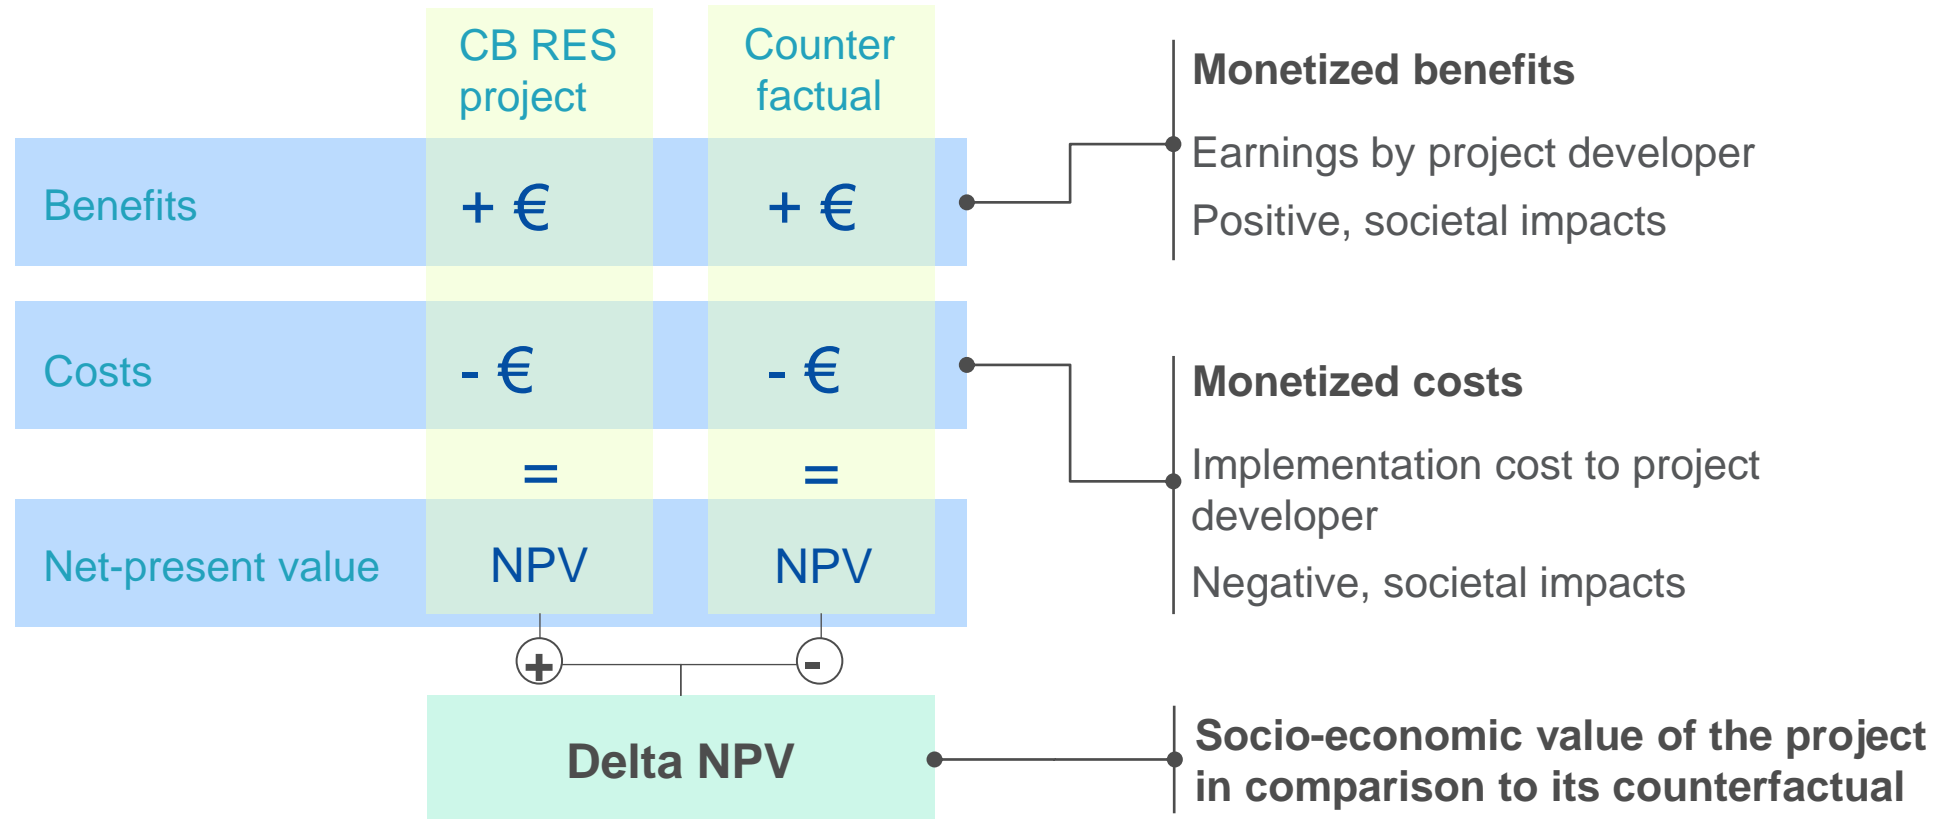 CB RES
project
Counter
factual
Benefits
+ €
+ €
Monetized benefits
Earnings by project developer
Positive, societal impacts
Costs
- €
- €
Monetized costs
Implementation cost to project
developer
Negative, societal impacts
=
=
Net-present value
NPV
NPV
+
-
Delta NPV
Socio-economic value of the project
in comparison to its counterfactual